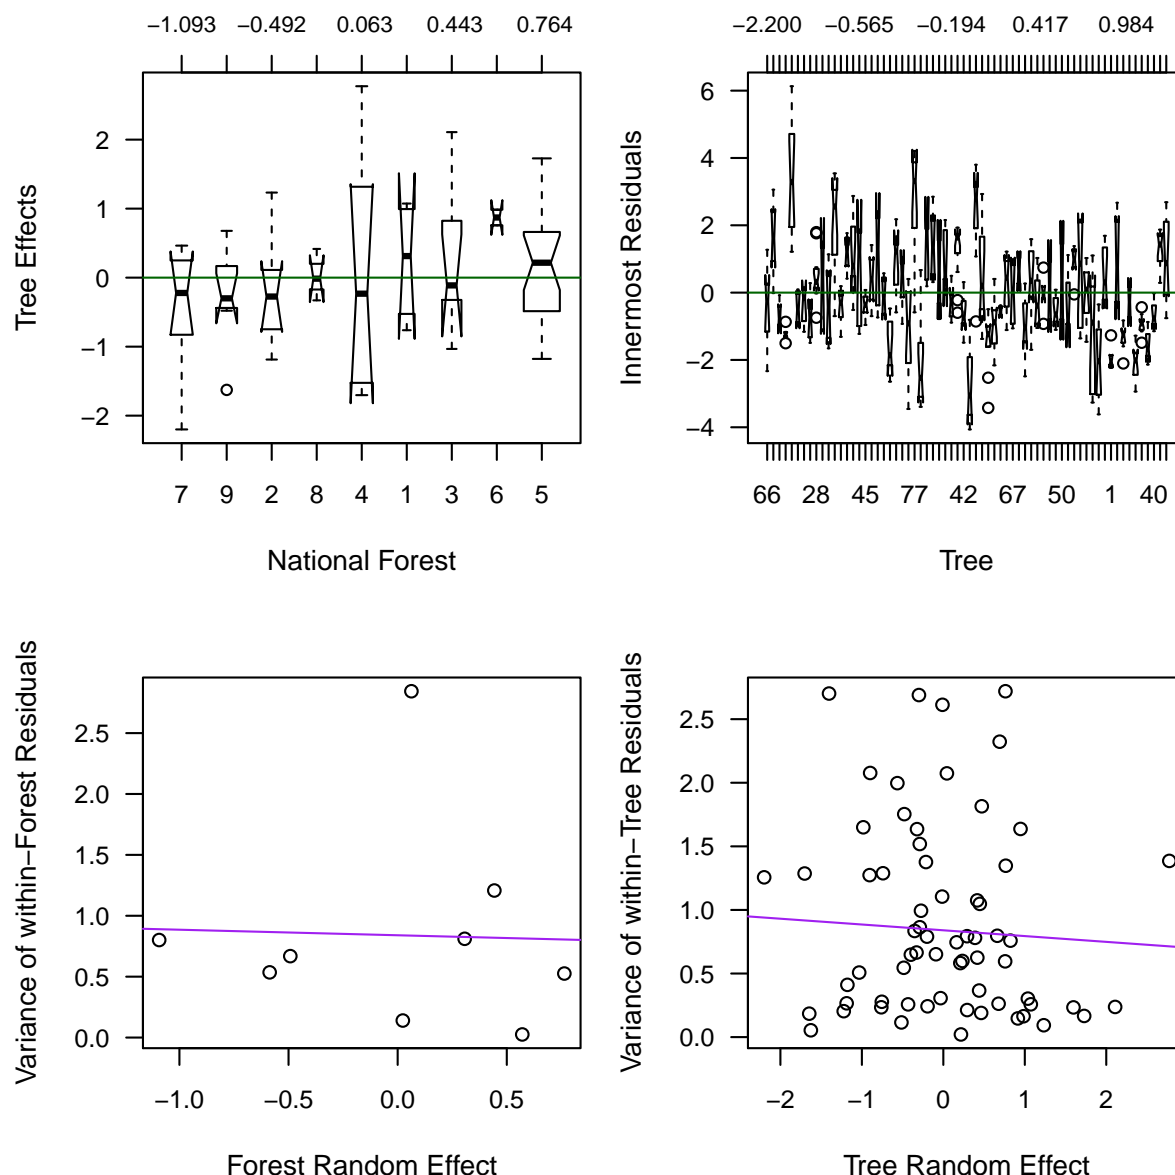 −1.093 −0.492 0.063 0.443 0.764
Tree Effects
2
1
0
−1
−2
7 9 2 8 4 1 3 6 5
National Forest
−2.200 −0.565 −0.194 0.417 0.984
Innermost Residuals
6
4
2
0
−2
−4
66 28 45 77 42 67 50 1 40
Tree
Variance of within−Forest Residuals
2.5
2.0
1.5
1.0
0.5
0.0
−1.0 −0.5 0.0 0.5
Forest Random Effect
Variance of within−Tree Residuals
2.5
2.0
1.5
1.0
0.5
0.0
−2 −1 0 1 2
Tree Random Effect